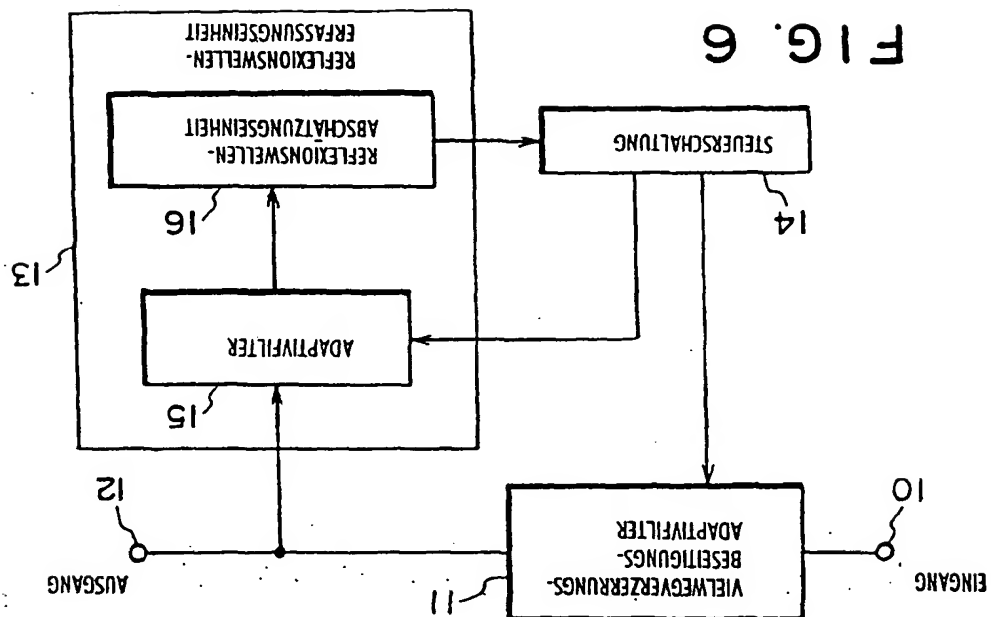 EINGANG
10
11
VIELWEGVERZERRUNGS-
BESEITIGUNGS-
ADAPTIVFILTER
AUSGANG
12
15
ADAPTIVFILTER
13
14
STEUERSCHALTUNG
16
REFLEXIONSWELLEN-
ABSCHÄTZUNGSEINHEIT
REFLEXIONSWELLEN-
ERFASSUNGSEINHEIT
FIG. 6